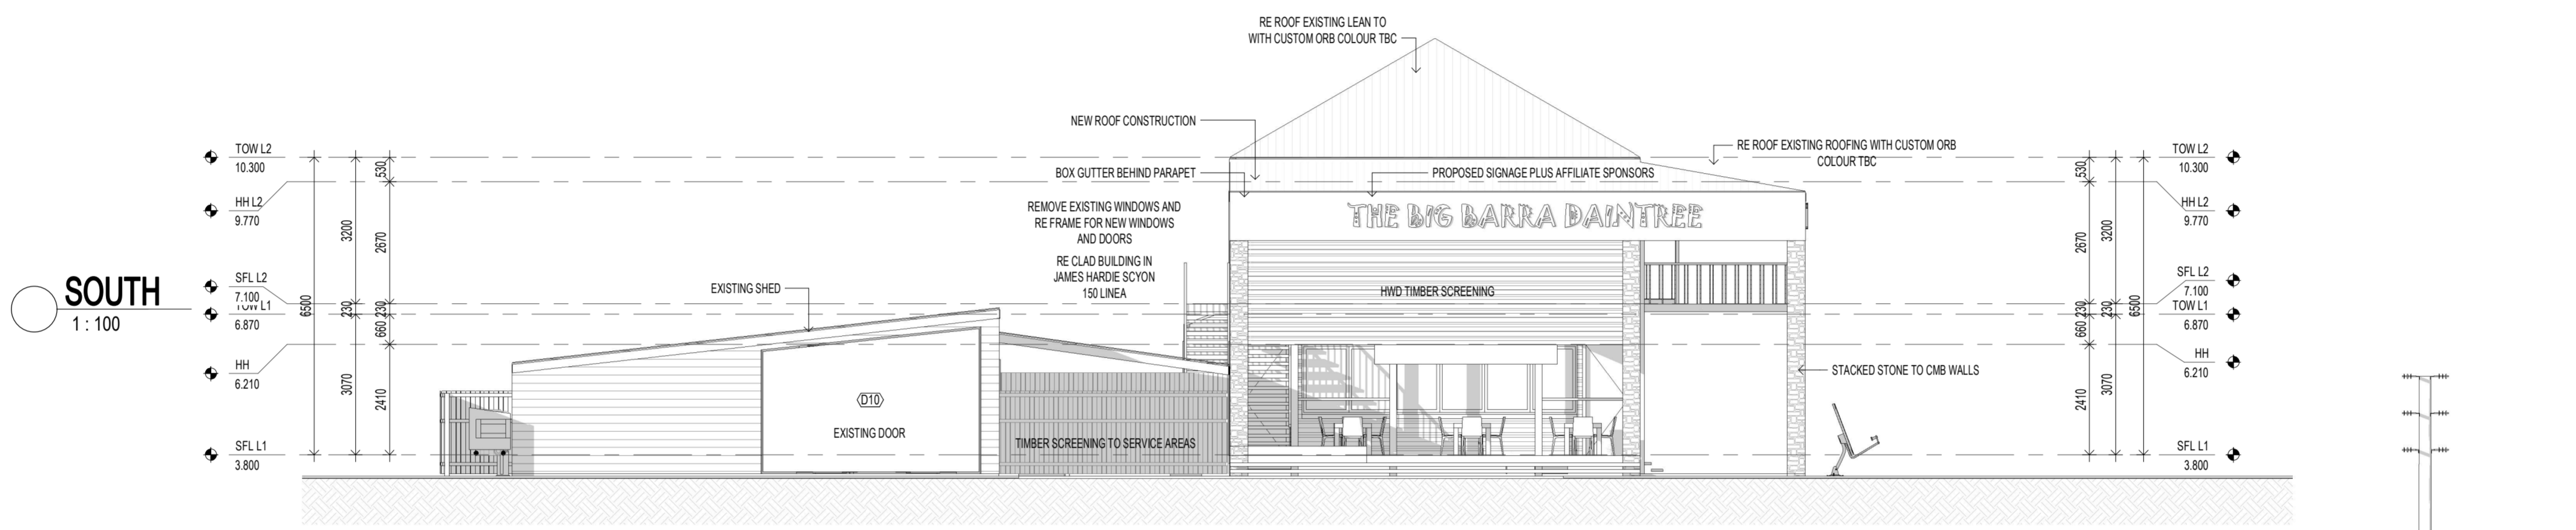 SOUTH
1 : 100
TOW L2
10.300
HH L2
9.770
SFL L2
7.100
TOW L1
6.870
HH
6.210
SFL L1
3.800
6500
3200
230
3070
530
2670
230
660
2410
RE ROOF EXISTING LEAN TO
WITH CUSTOM ORB COLOUR TBC
NEW ROOF CONSTRUCTION
BOX GUTTER BEHIND PARAPET
REMOVE EXISTING WINDOWS AND
RE FRAME FOR NEW WINDOWS
AND DOORS
RE CLAD BUILDING IN
JAMES HARDIE SCYON
150 LINEA
EXISTING SHED
D10
EXISTING DOOR
TIMBER SCREENING TO SERVICE AREAS
RE ROOF EXISTING ROOFING WITH CUSTOM ORB
COLOUR TBC
PROPOSED SIGNAGE PLUS AFFILIATE SPONSORS
THE BIG BARRA DAINTREE
HWD TIMBER SCREENING
STACKED STONE TO CMB WALLS
530
2670
230
660
2410
3200
230
3070
6500
TOW L2
10.300
HH L2
9.770
SFL L2
7.100
TOW L1
6.870
HH
6.210
SFL L1
3.800